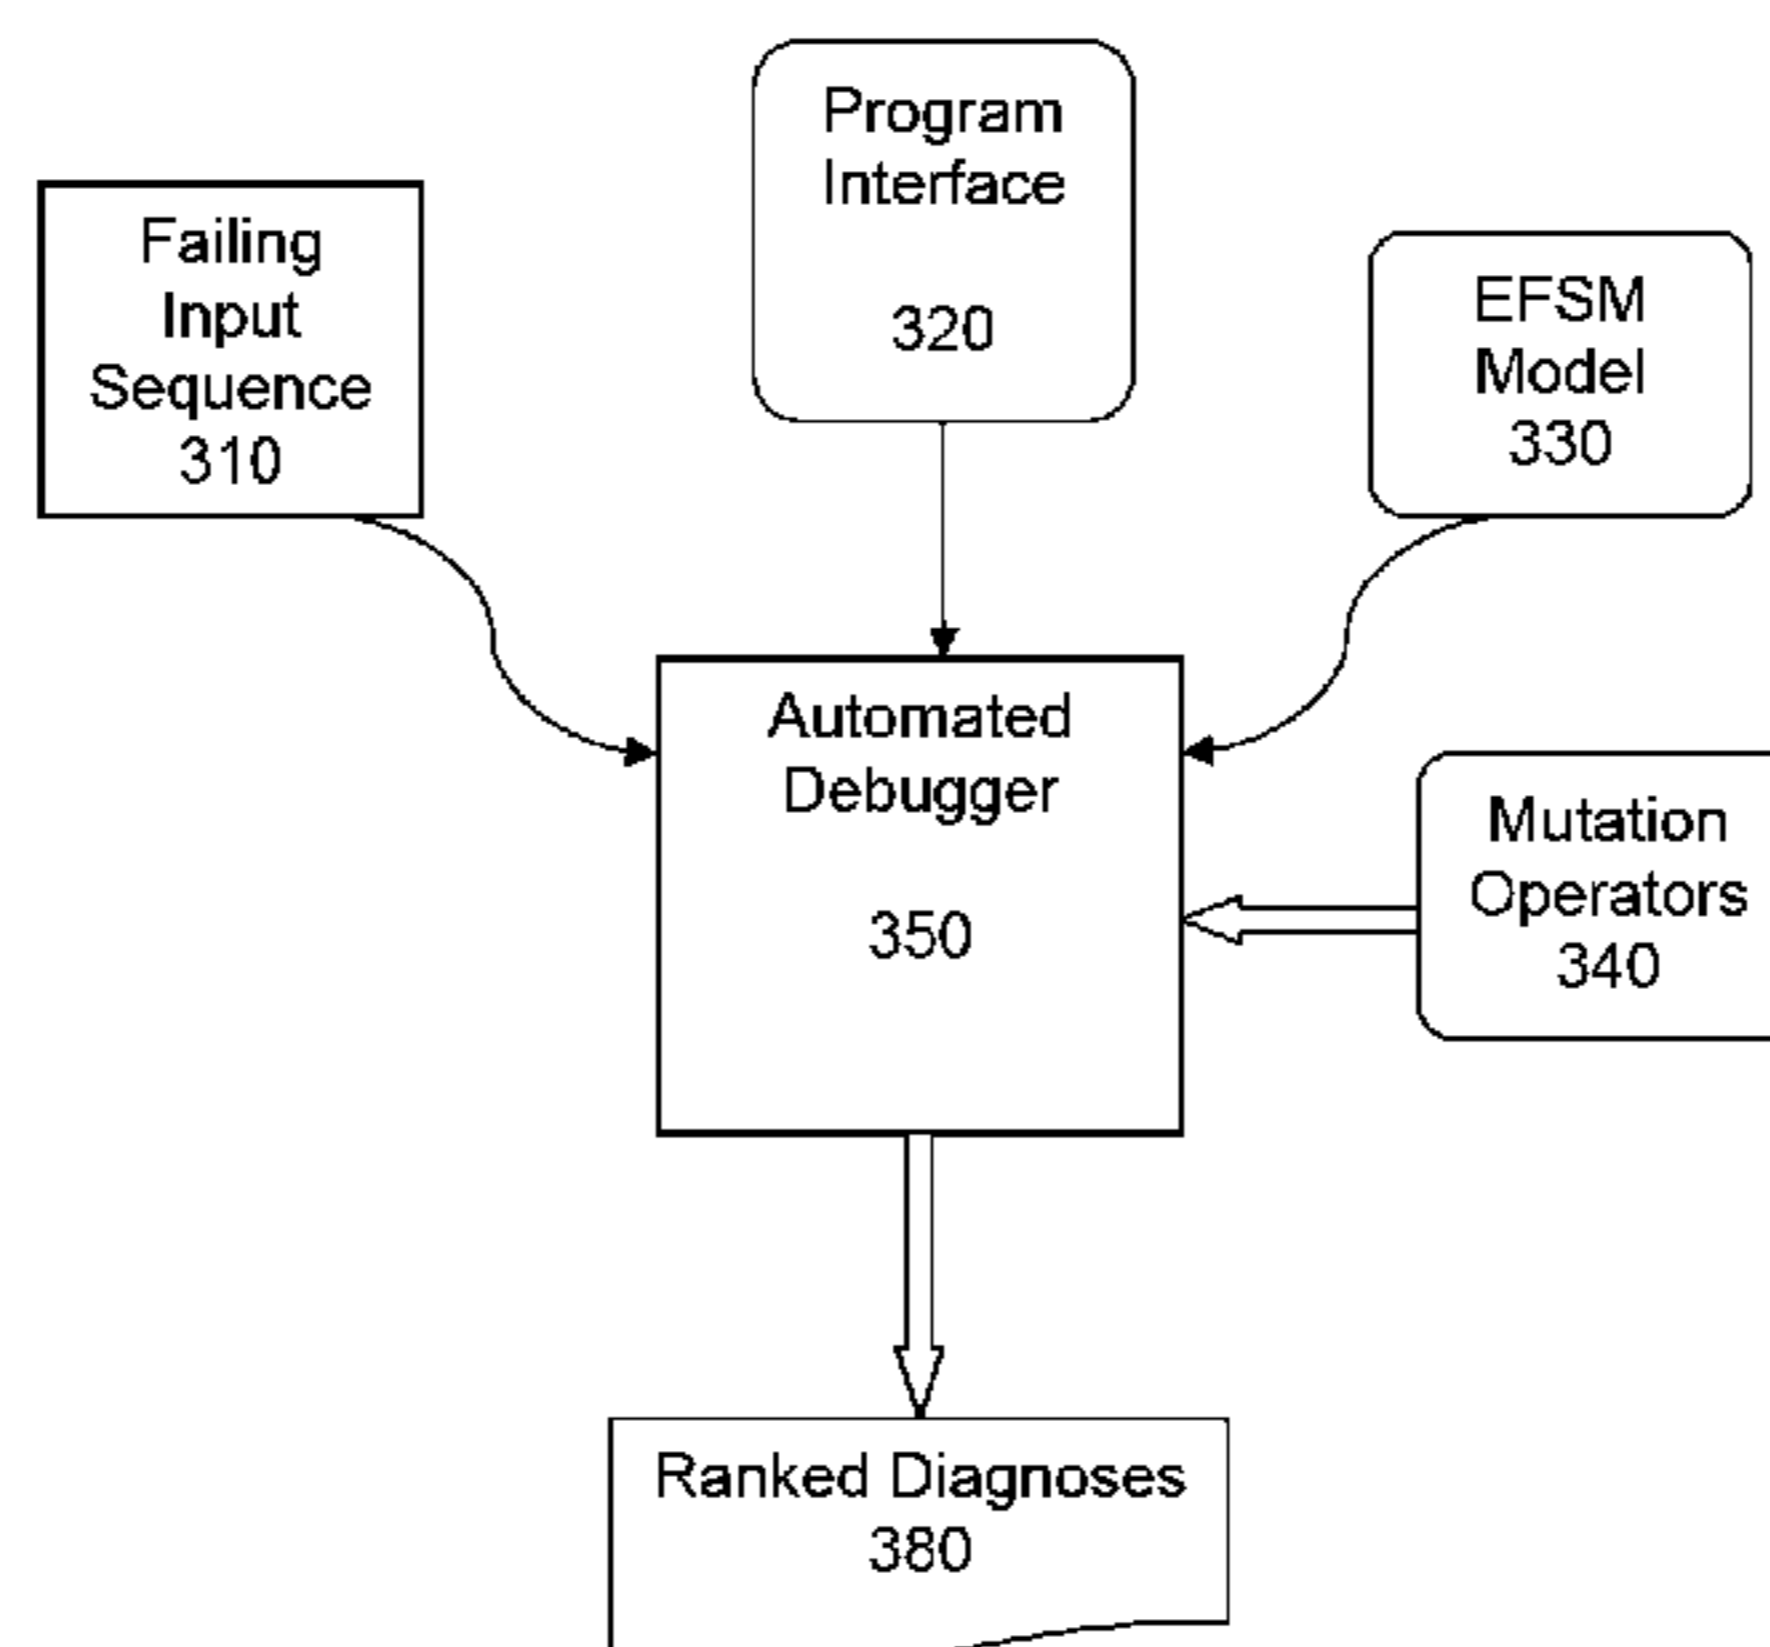 Program
Interface
320
Failing
Input
Sequence
310
EFSM
Model
330
Automated
Debugger
350
Mutation
Operators
340
Ranked Diagnoses
380